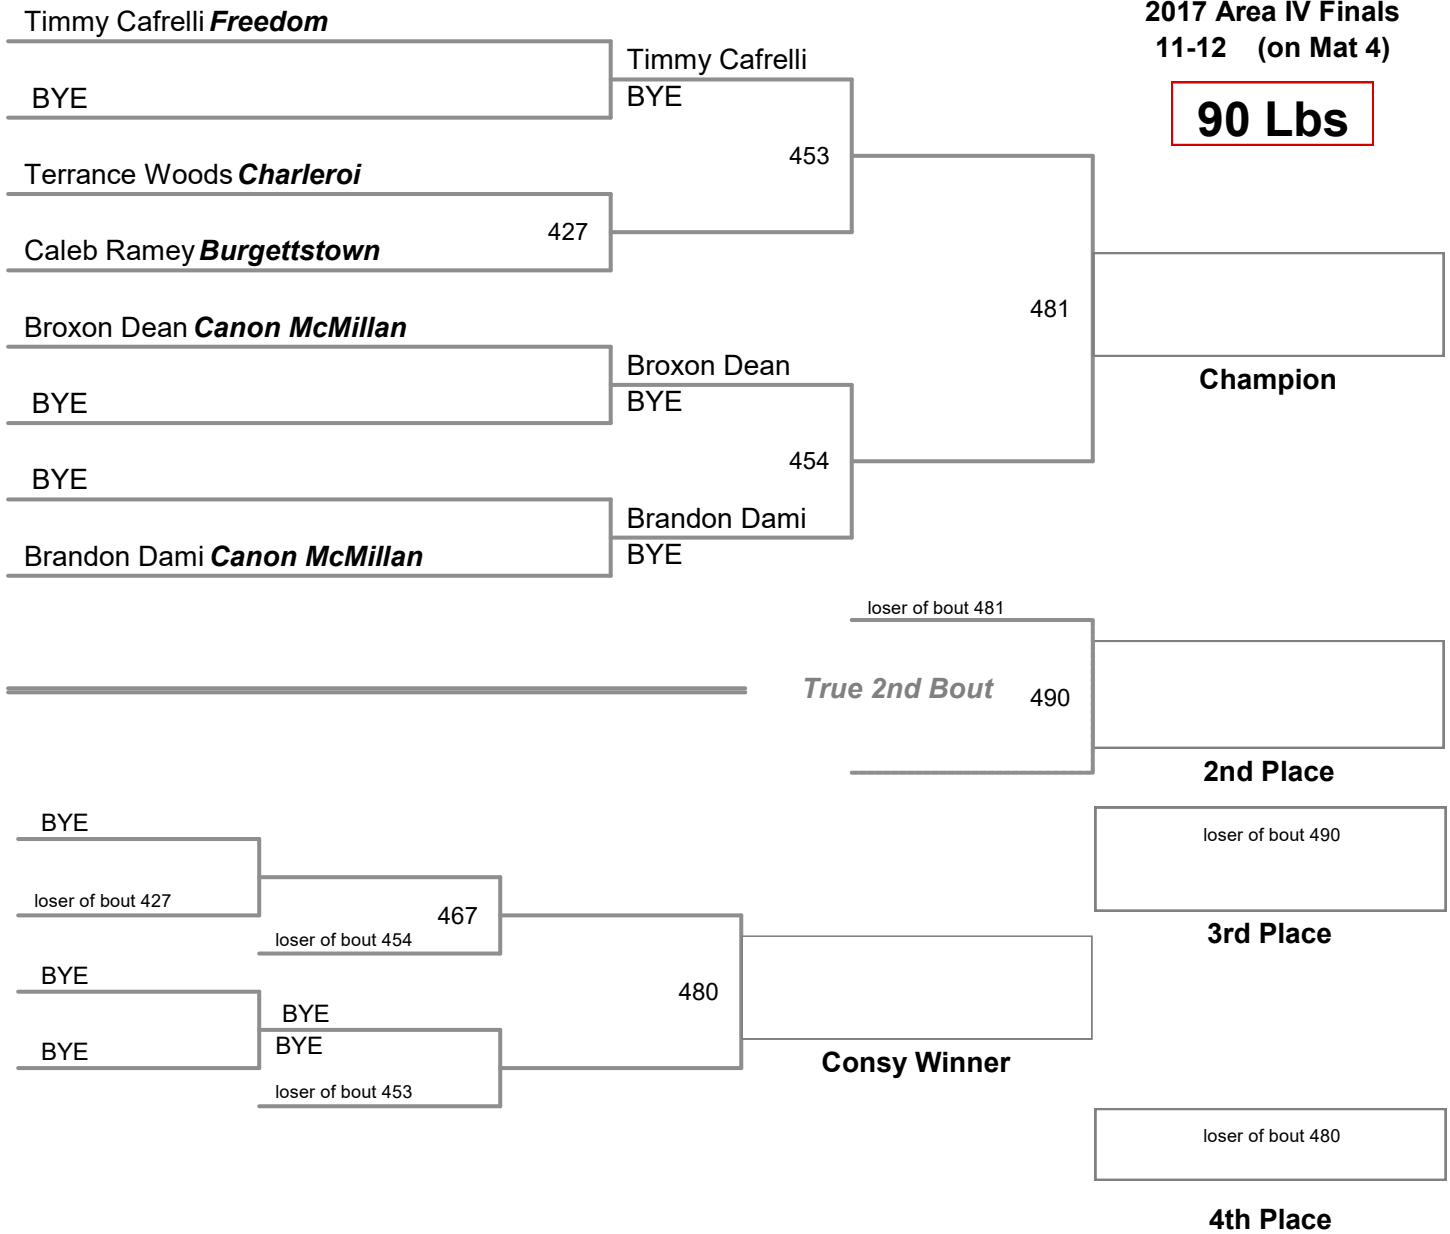 2017 Area IV Finals
11-12 (on Mat 4)
90 Lbs
Timmy Cafrelli Freedom
BYE
Timmy Cafrelli
BYE
453
Terrance Woods Charleroi
Caleb Ramey Burgettstown
427
Broxon Dean Canon McMillan
BYE
Broxon Dean
BYE
481
Champion
454
BYE
Brandon Dami Canon McMillan
Brandon Dami
BYE
loser of bout 481
True 2nd Bout
490
2nd Place
BYE
loser of bout 427
467
loser of bout 454
BYE
BYE
BYE
BYE
loser of bout 453
480
Consy Winner
loser of bout 490
3rd Place
loser of bout 480
4th Place